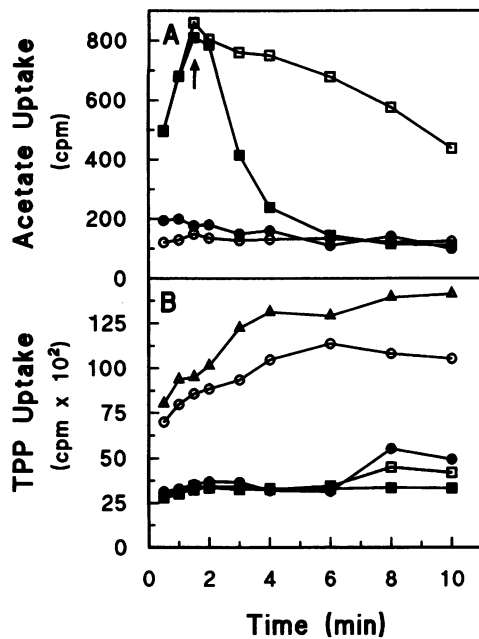 A
800
600
400
200
0
Acetate Uptake
(cpm)
B
125
100
75
50
25
0
TPP Uptake
(cpm x 10²)
0 2 4 6 8 10
Time (min)